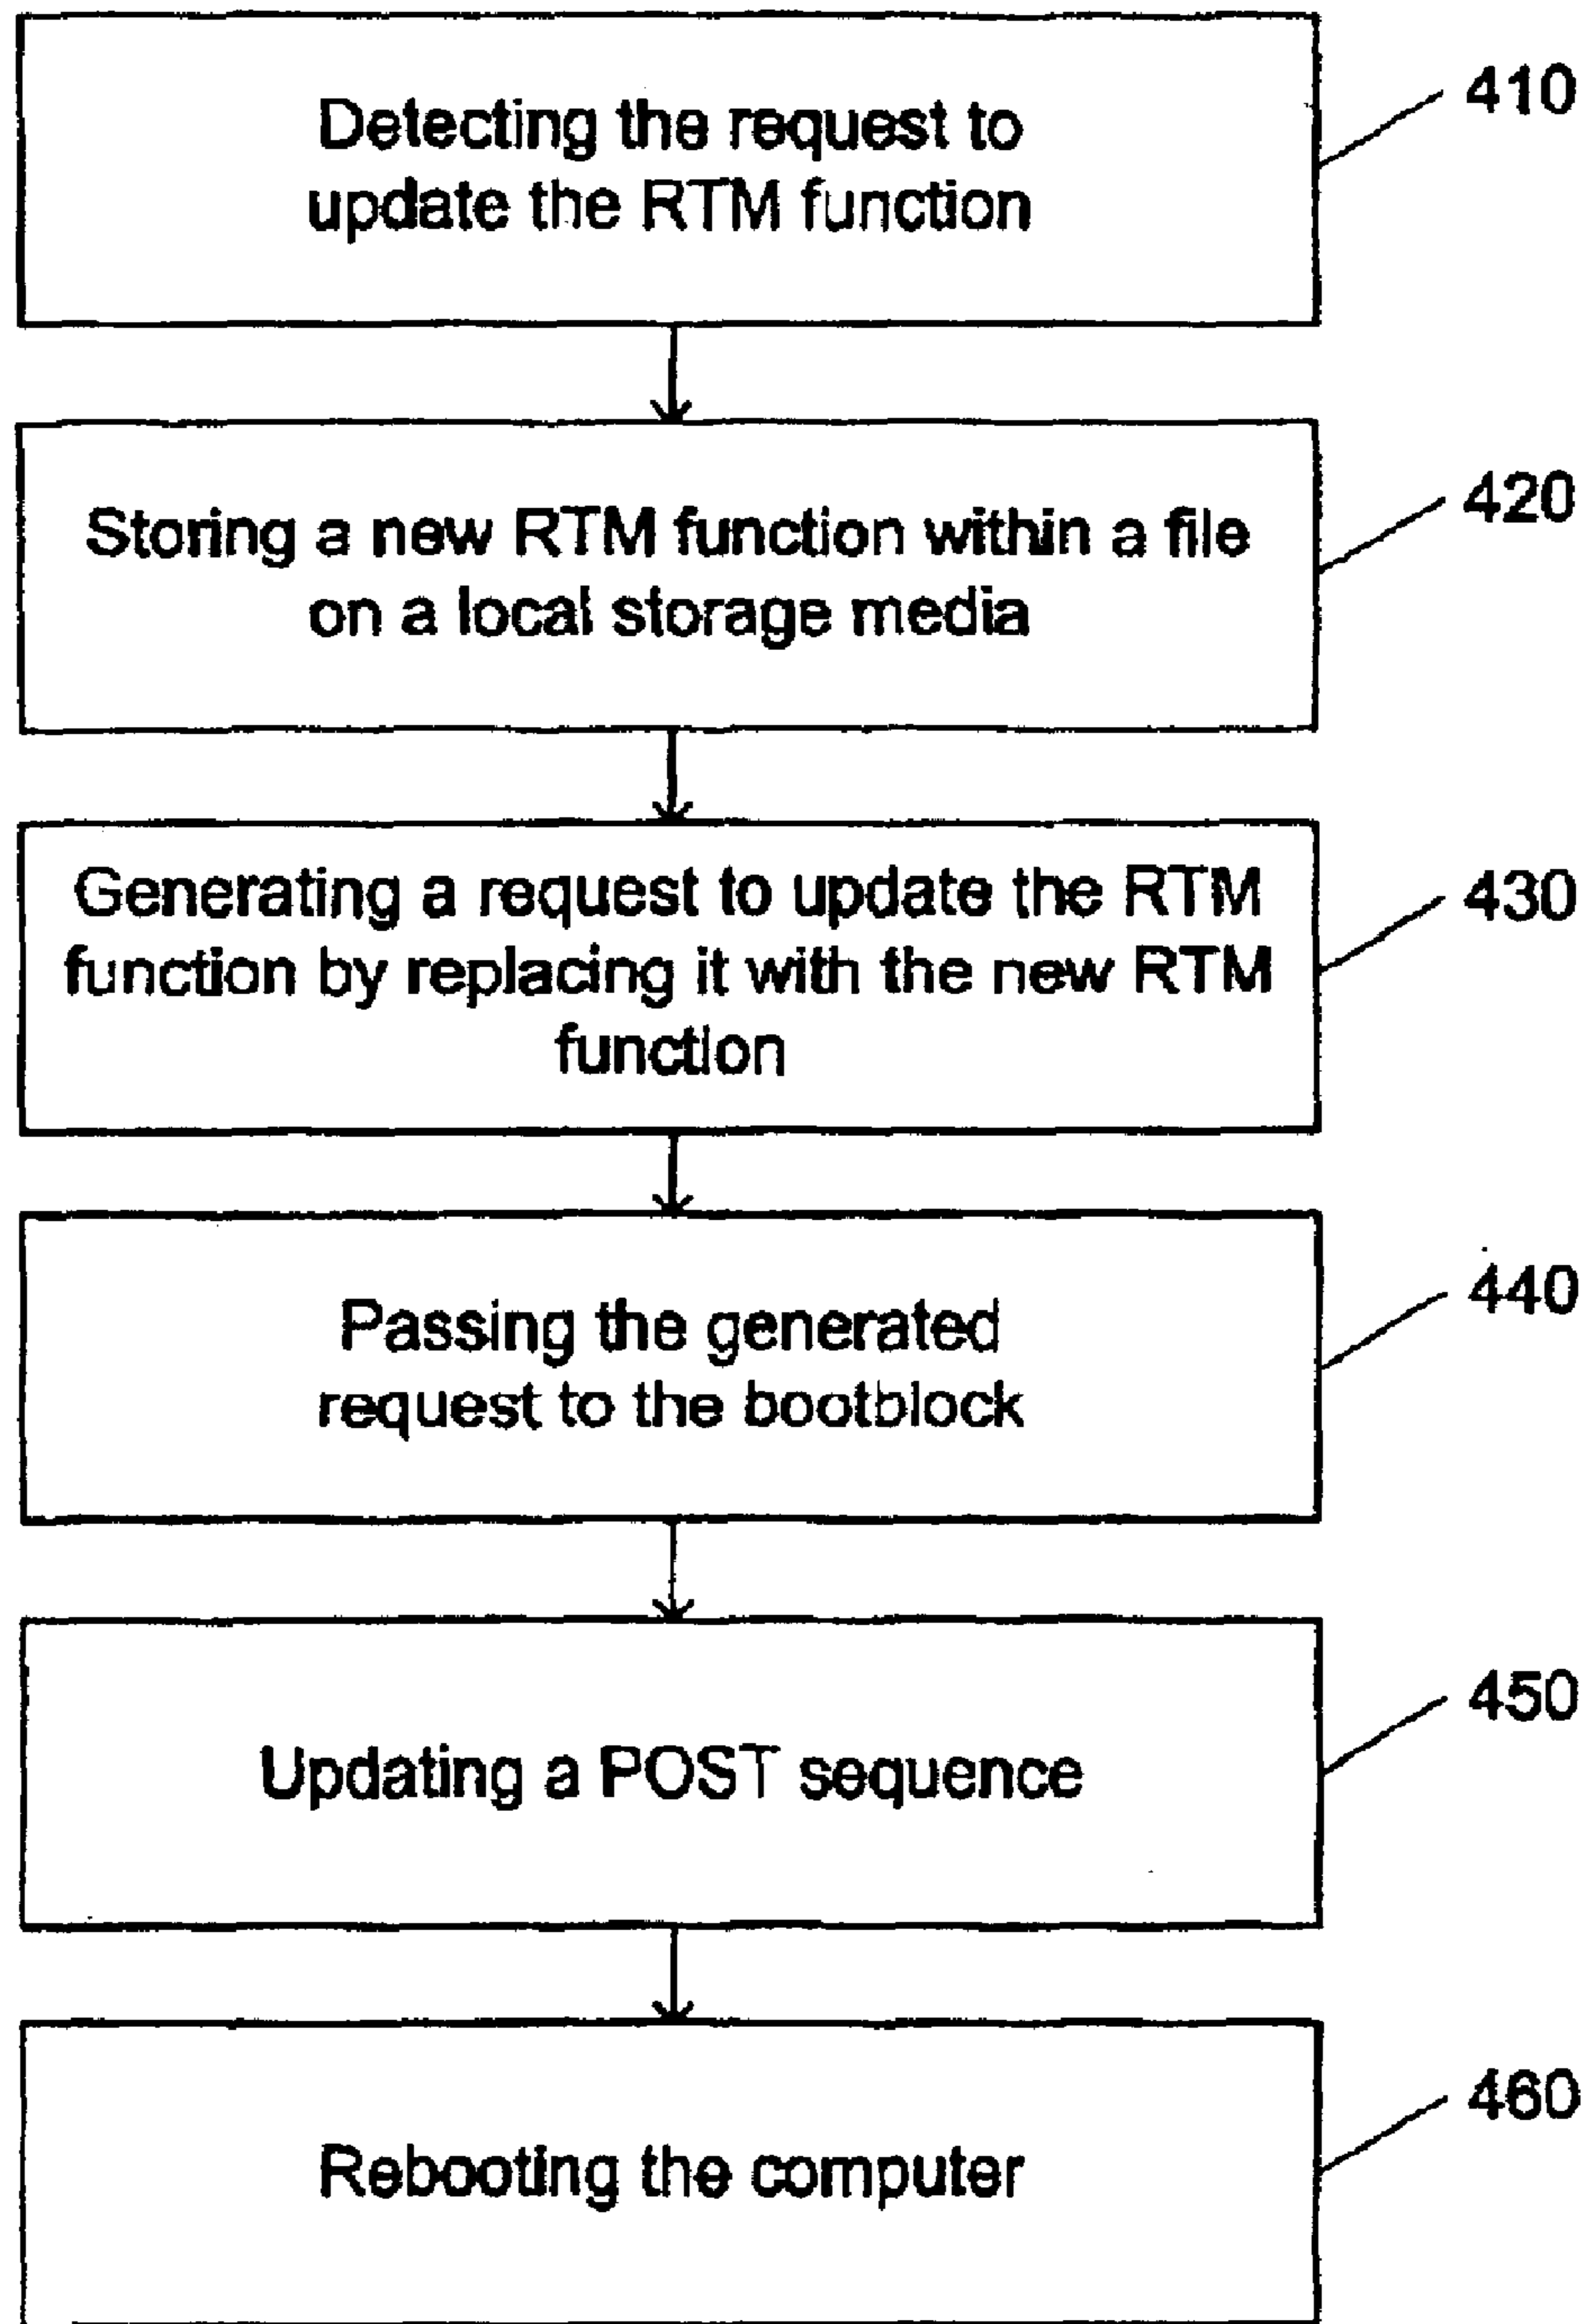 Detecting the request to
update the RTM function
410
Storing a new RTM function within a file
on a local storage media
420
Generating a request to update the RTM
function by replacing it with the new RTM
function
430
Passing the generated
request to the bootblock
440
Updating a POST sequence
450
Rebooting the computer
460